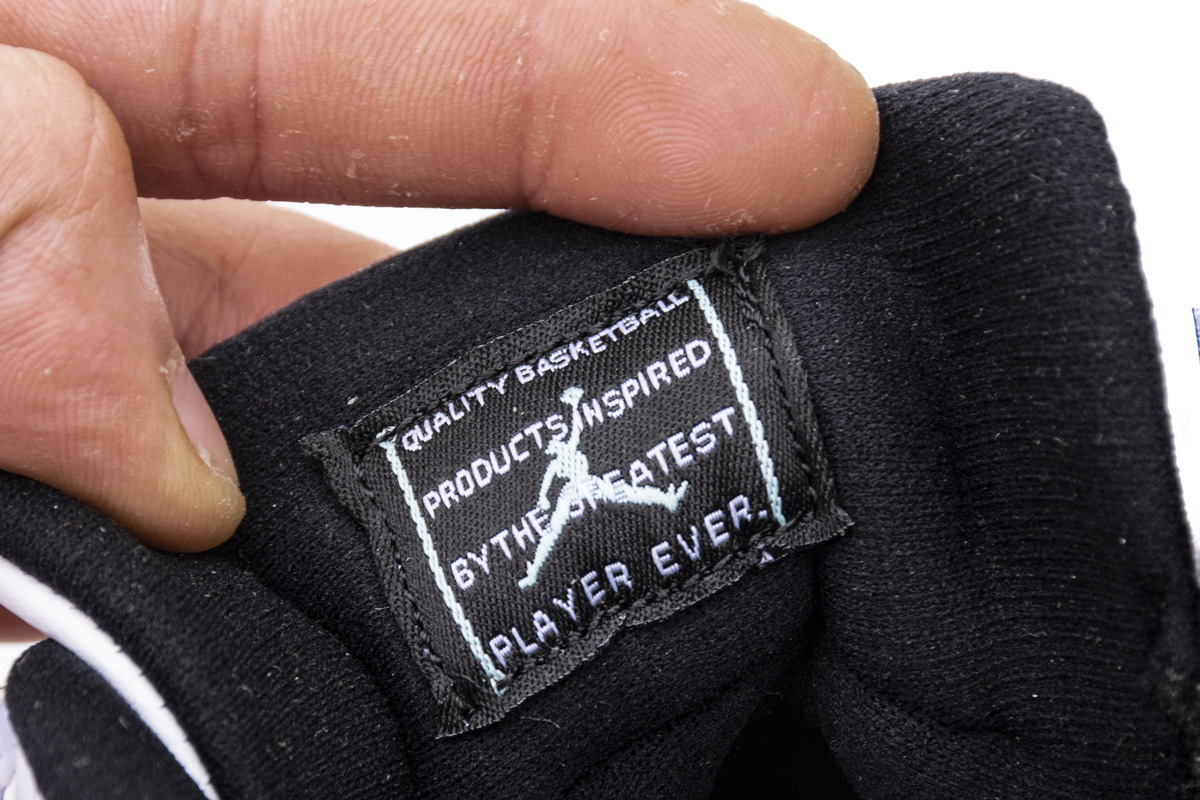 QUALITY BASKETBALL
PRODUCTS INSPIRED
BY THE GREATEST
PLAYER EVER.